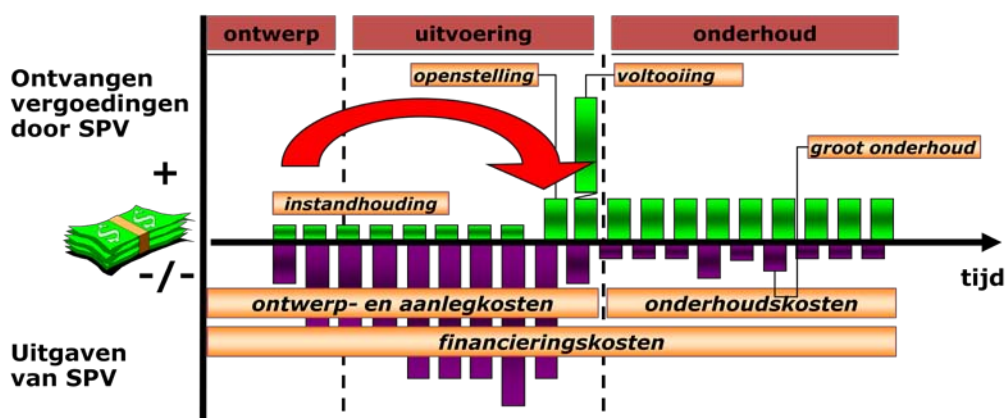 ontwerp
uitvoering
onderhoud
Ontvangen
vergoedingen
door SPV
openstelling
voltooiing
groot onderhoud
+
instandhouding
$
$
-/-
tijd
ontwerp- en aanlegkosten
onderhoudskosten
financieringskosten
Uitgaven
van SPV